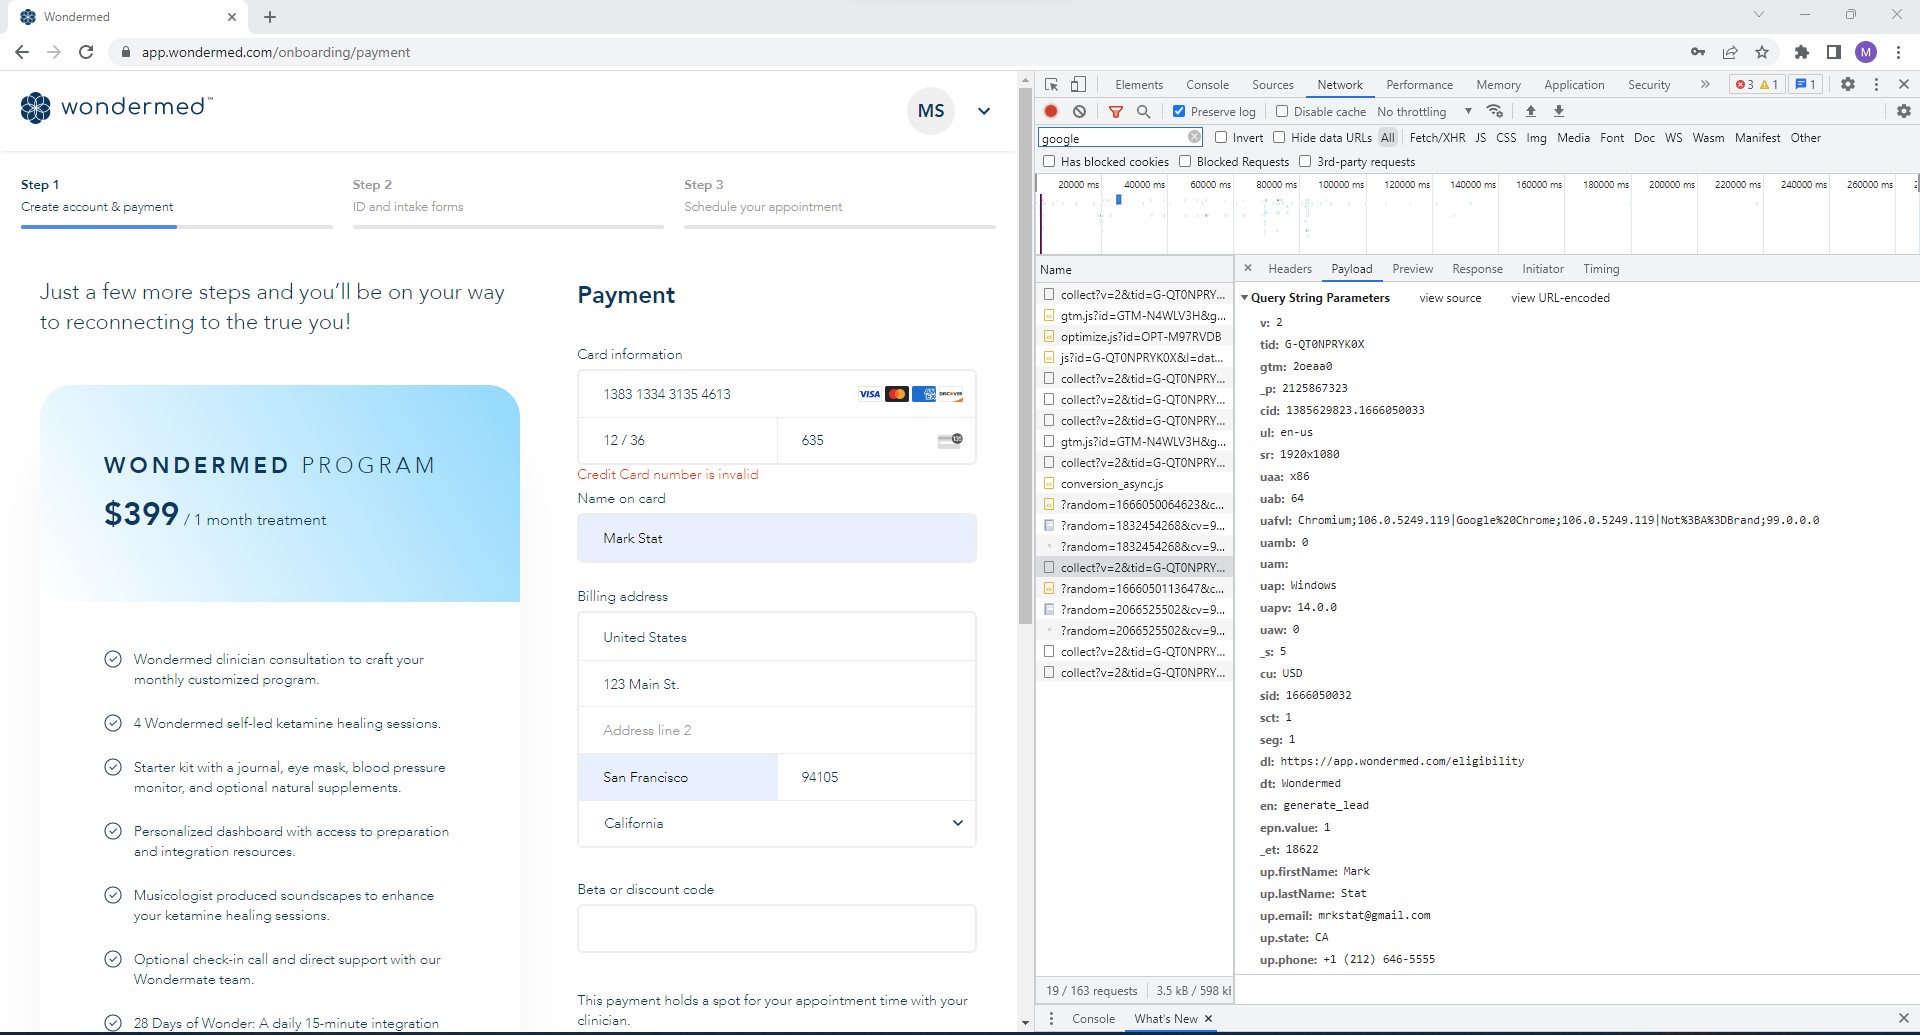 Wondermed
app.wondermed.com/onboarding/payment
M
wondermed™
MS
Step 1
Create account & payment
Step 2
ID and intake forms
Step 3
Schedule your appointment
Just a few more steps and you'll be on your way
to reconnecting to the true you!
WONDERMED PROGRAM
$399 / 1 month treatment
Wondermed clinician consultation to craft your
monthly customized program.
4 Wondermed self-led ketamine healing sessions.
Starter kit with a journal, eye mask, blood pressure
monitor, and optional natural supplements.
Personalized dashboard with access to preparation
and integration resources.
Musicologist produced soundscapes to enhance
your ketamine healing sessions.
Optional check-in call and direct support with our
Wondermate team.
28 Days of Wonder: A daily 15-minute integration
Payment
Card information
1383 1334 3135 4613
VISA
AMEX
DISCOVER
12 / 36
635
135
Credit Card number is invalid
Name on card
Mark Stat
Billing address
United States
123 Main St.
Address line 2
San Francisco
94105
California
Beta or discount code
This payment holds a spot for your appointment time with your
clinician.
Elements Console Sources Network Performance Memory Application Security » 3 1 1
Preserve log Disable cache No throttling
google
Invert Hide data URLs All Fetch/XHR JS CSS Img Media Font Doc WS Wasm Manifest Other
Has blocked cookies Blocked Requests 3rd-party requests
20000 ms 40000 ms 60000 ms 80000 ms 100000 ms 120000 ms 140000 ms 160000 ms 180000 ms 200000 ms 220000 ms 240000 ms 260000 ms
Name
collect?v=2&tid=G-QT0NPRY...
gtm.js?id=GTM-N4WLV3H&g...
optimize.js?id=OPT-M97RVDB
js?id=G-QT0NPRYK0X&l=dat...
collect?v=2&tid=G-QT0NPRY...
collect?v=2&tid=G-QT0NPRY...
collect?v=2&tid=G-QT0NPRY...
gtm.js?id=GTM-N4WLV3H&g...
collect?v=2&tid=G-QT0NPRY...
conversion_async.js
?random=1666050064623&c...
?random=1832454268&cv=9...
?random=1832454268&cv=9...
collect?v=2&tid=G-QT0NPRY...
?random=1666050113647&c...
?random=2066525502&cv=9...
?random=2066525502&cv=9...
collect?v=2&tid=G-QT0NPRY...
collect?v=2&tid=G-QT0NPRY...
19 / 163 requests 3.5 kB / 598 k
Headers Payload Preview Response Initiator Timing
Query String Parameters view source view URL-encoded
v: 2
tid: G-QT0NPRYK0X
gtm: 2oeaa0
_p: 2125867323
cid: 1385629823.1666050033
ul: en-us
sr: 1920x1080
uaa: x86
uab: 64
uafvl: Chromium;106.0.5249.119|Google%20Chrome;106.0.5249.119|Not%3BA%3DBrand;99.0.0.0
uamb: 0
uam:
uap: Windows
uapv: 14.0.0
uaw: 0
_s: 5
cu: USD
sid: 1666050032
sct: 1
seg: 1
dl: https://app.wondermed.com/eligibility
dt: Wondermed
en: generate_lead
epn.value: 1
_et: 18622
up.firstName: Mark
up.lastName: Stat
up.email: mrkstat@gmail.com
up.state: CA
up.phone: +1 (212) 646-5555
Console What's New